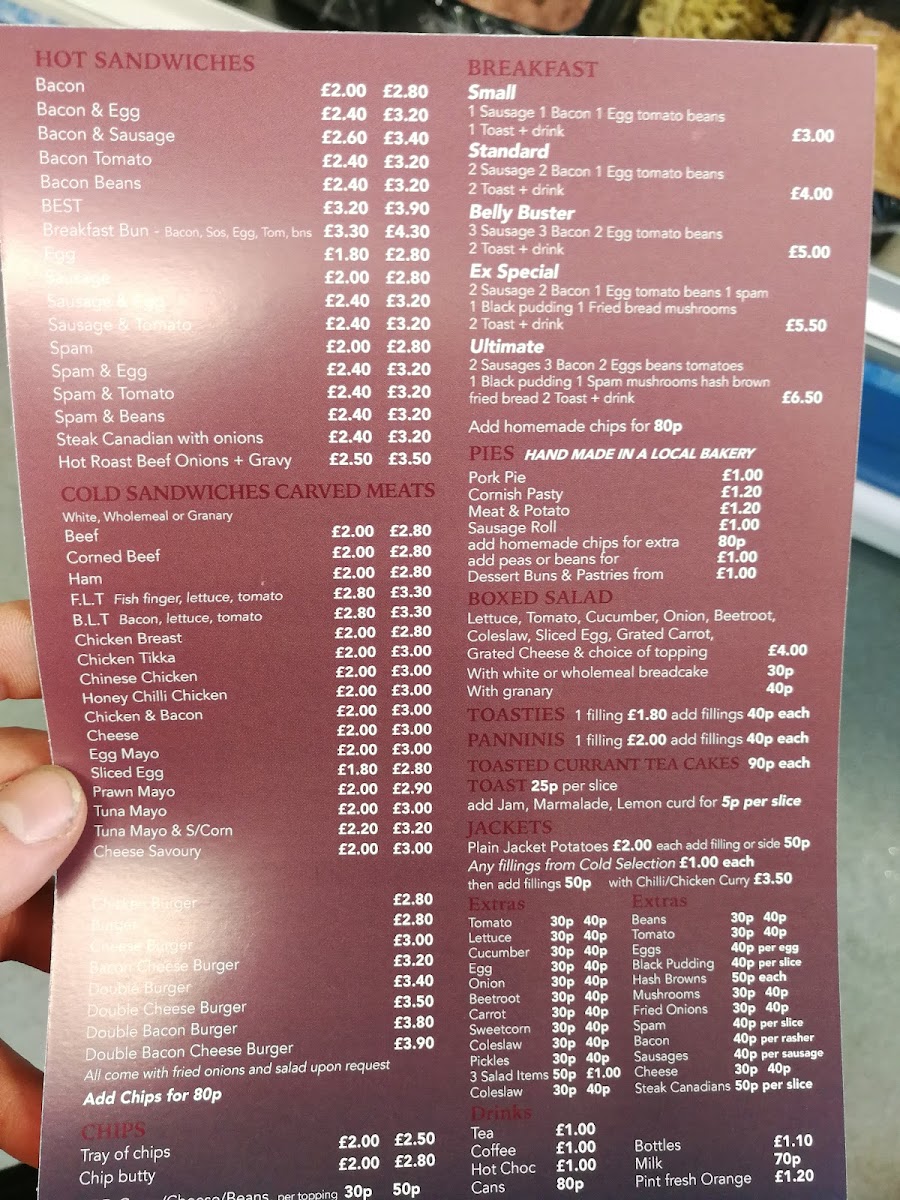 HOT SANDWICHES
Bacon £2.00 £2.80
Bacon & Egg £2.40 £3.20
Bacon & Sausage £2.60 £3.40
Bacon Tomato £2.40 £3.20
Bacon Beans £2.40 £3.20
BEST £3.20 £3.90
Breakfast Bun - Bacon, Sos, Egg, Tom, bns £3.30 £4.30
Egg £1.80 £2.80
Sausage £2.00 £2.80
Sausage & Egg £2.40 £3.20
Sausage & Tomato £2.40 £3.20
Spam £2.00 £2.80
Spam & Egg £2.40 £3.20
Spam & Tomato £2.40 £3.20
Spam & Beans £2.40 £3.20
Steak Canadian with onions £2.40 £3.20
Hot Roast Beef Onions + Gravy £2.50 £3.50
COLD SANDWICHES CARVED MEATS
White, Wholemeal or Granary
Beef £2.00 £2.80
Corned Beef £2.00 £2.80
Ham £2.00 £2.80
F.L.T Fish finger, lettuce, tomato £2.80 £3.30
B.L.T Bacon, lettuce, tomato £2.80 £3.30
Chicken Breast £2.00 £2.80
Chicken Tikka £2.00 £3.00
Chinese Chicken £2.00 £3.00
Honey Chilli Chicken £2.00 £3.00
Chicken & Bacon £2.00 £3.00
Cheese £2.00 £3.00
Egg Mayo £2.00 £3.00
Sliced Egg £1.80 £2.80
Prawn Mayo £2.00 £2.90
Tuna Mayo £2.00 £3.00
Tuna Mayo & S/Corn £2.20 £3.20
Cheese Savoury £2.00 £3.00
Chicken Burger £2.80
Burger £2.80
Cheese Burger £3.00
Bacon Cheese Burger £3.20
Double Burger £3.40
Double Cheese Burger £3.50
Double Bacon Burger £3.80
Double Bacon Cheese Burger £3.90
All come with fried onions and salad upon request
Add Chips for 80p
CHIPS
Tray of chips £2.00 £2.50
Chip butty £2.00 £2.80
/Cheese/Beans per topping 30p 50p
BREAKFAST
Small
1 Sausage 1 Bacon 1 Egg tomato beans
1 Toast + drink £3.00
Standard
2 Sausage 2 Bacon 1 Egg tomato beans
2 Toast + drink £4.00
Belly Buster
3 Sausage 3 Bacon 2 Egg tomato beans
2 Toast + drink £5.00
Ex Special
2 Sausage 2 Bacon 1 Egg tomato beans 1 spam
1 Black pudding 1 Fried bread mushrooms
2 Toast + drink £5.50
Ultimate
2 Sausages 3 Bacon 2 Eggs beans tomatoes
1 Black pudding 1 Spam mushrooms hash brown
fried bread 2 Toast + drink £6.50
Add homemade chips for 80p
PIES HAND MADE IN A LOCAL BAKERY
Pork Pie £1.00
Cornish Pasty £1.20
Meat & Potato £1.20
Sausage Roll £1.00
add homemade chips for extra 80p
add peas or beans for £1.00
Dessert Buns & Pastries from £1.00
BOXED SALAD
Lettuce, Tomato, Cucumber, Onion, Beetroot,
Coleslaw, Sliced Egg, Grated Carrot,
Grated Cheese & choice of topping £4.00
With white or wholemeal breadcake 30p
With granary 40p
TOASTIES 1 filling £1.80 add fillings 40p each
PANNINIS 1 filling £2.00 add fillings 40p each
TOASTED CURRANT TEA CAKES 90p each
TOAST 25p per slice
add Jam, Marmalade, Lemon curd for 5p per slice
JACKETS
Plain Jacket Potatoes £2.00 each add filling or side 50p
Any fillings from Cold Selection £1.00 each
then add fillings 50p with Chilli/Chicken Curry £3.50
Extras
Tomato 30p 40p
Lettuce 30p 40p
Cucumber 30p 40p
Egg 30p 40p
Onion 30p 40p
Beetroot 30p 40p
Carrot 30p 40p
Sweetcorn 30p 40p
Coleslaw 30p 40p
Pickles 30p 40p
3 Salad Items 50p £1.00
Coleslaw 30p 40p
Extras
Beans 30p 40p
Tomato 30p 40p
Eggs 40p per egg
Black Pudding 40p per slice
Hash Browns 50p each
Mushrooms 30p 40p
Fried Onions 30p 40p
Spam 40p per slice
Bacon 40p per rasher
Sausages 40p per sausage
Cheese 30p 40p
Steak Canadians 50p per slice
Drinks
Tea £1.00
Coffee £1.00
Hot Choc £1.00
Cans 80p
Bottles £1.10
Milk 70p
Pint fresh Orange £1.20